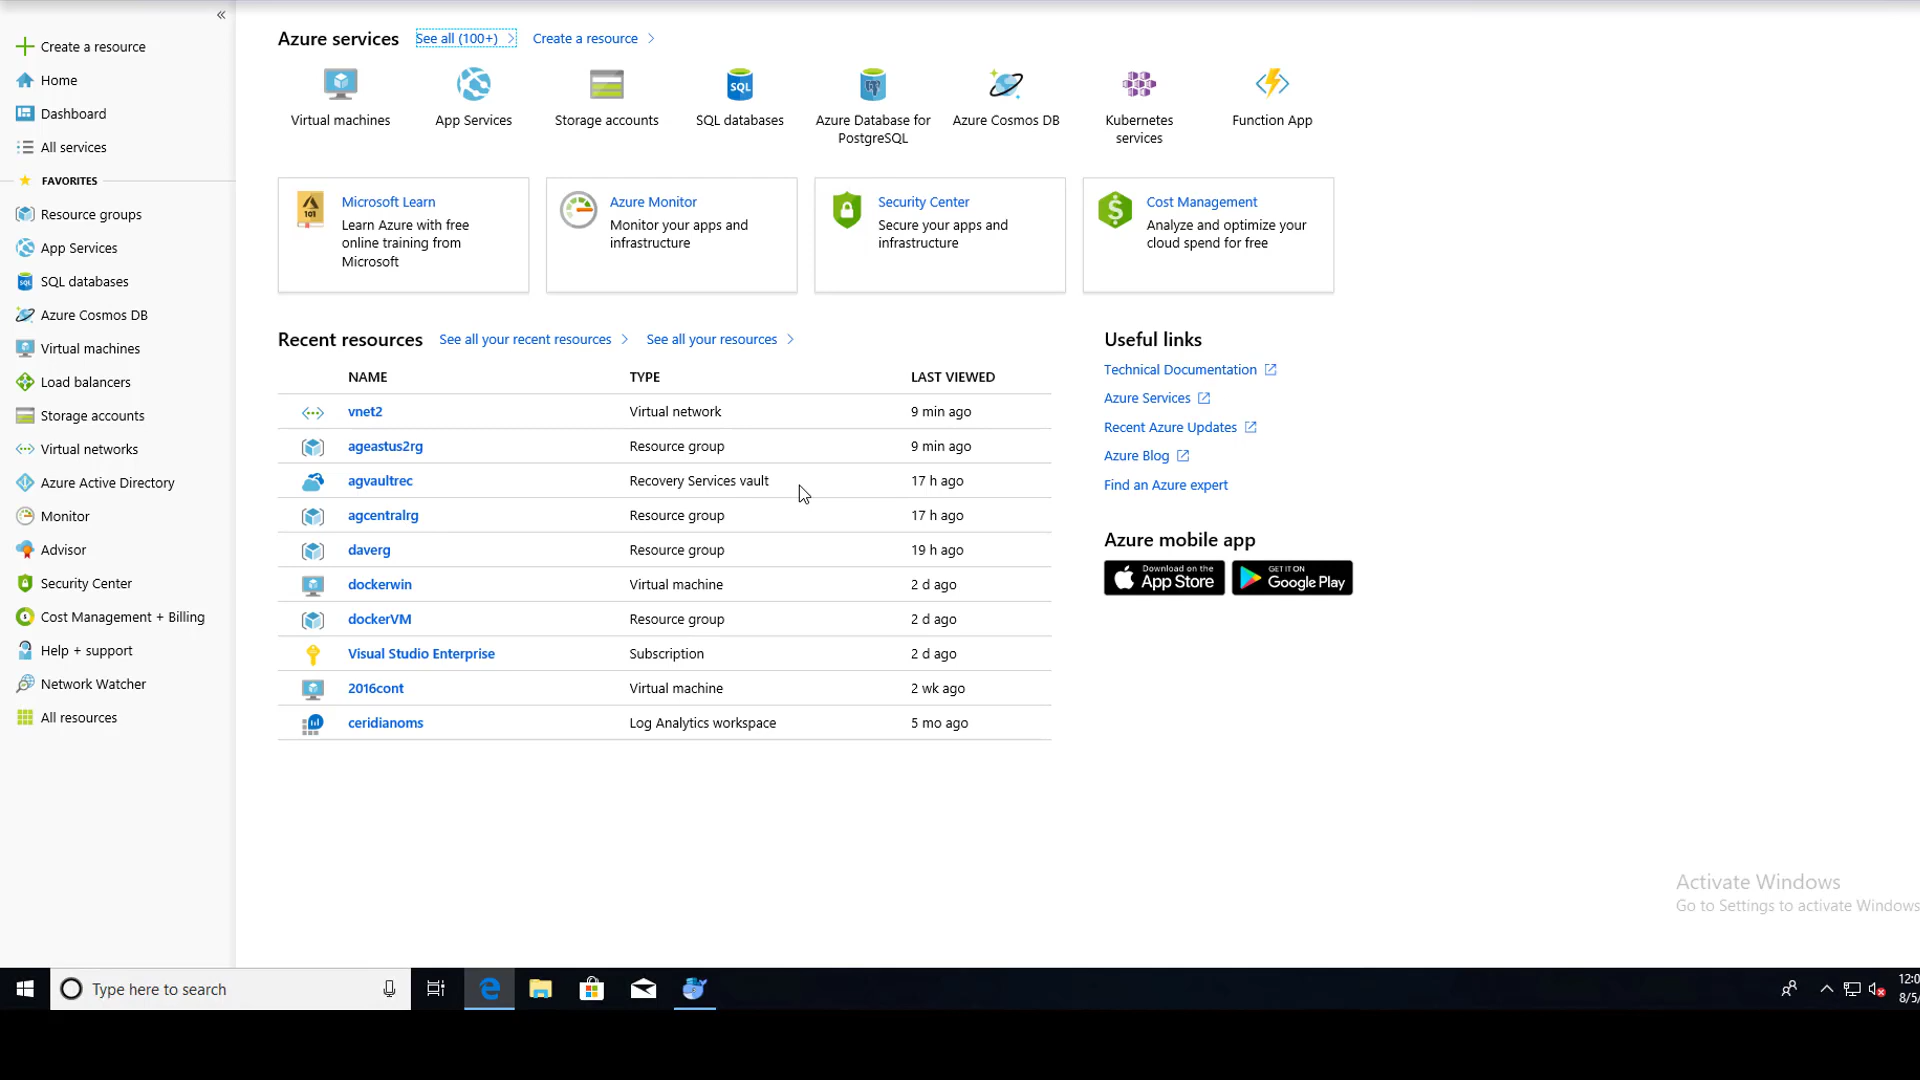 «
Create a resource
Home
Dashboard
All services
FAVORITES
Resource groups
App Services
SQL databases
Azure Cosmos DB
Virtual machines
Load balancers
Storage accounts
Virtual networks
Azure Active Directory
Monitor
Advisor
Security Center
Cost Management + Billing
Help + support
Network Watcher
All resources
Azure services See all (100+) Create a resource
Virtual machines
App Services
Storage accounts
SQL
SQL databases
Azure Database for
PostgreSQL
Azure Cosmos DB
Kubernetes
services
Function App
101
Microsoft Learn
Learn Azure with free
online training from
Microsoft
Azure Monitor
Monitor your apps and
infrastructure
Security Center
Secure your apps and
infrastructure
Cost Management
Analyze and optimize your
cloud spend for free
Recent resources See all your recent resources See all your resources
NAME TYPE LAST VIEWED
vnet2 Virtual network 9 min ago
ageastus2rg Resource group 9 min ago
agvaultrec Recovery Services vault 17 h ago
agcentralrg Resource group 17 h ago
daverg Resource group 19 h ago
dockerwin Virtual machine 2 d ago
dockerVM Resource group 2 d ago
Visual Studio Enterprise Subscription 2 d ago
2016cont Virtual machine 2 wk ago
ceridianoms Log Analytics workspace 5 mo ago
Useful links
Technical Documentation
Azure Services
Recent Azure Updates
Azure Blog
Find an Azure expert
Azure mobile app
Download on the
App Store
GET IT ON
Google Play
Activate Windows
Go to Settings to activate Windows
Type here to search
12:0
8/5/